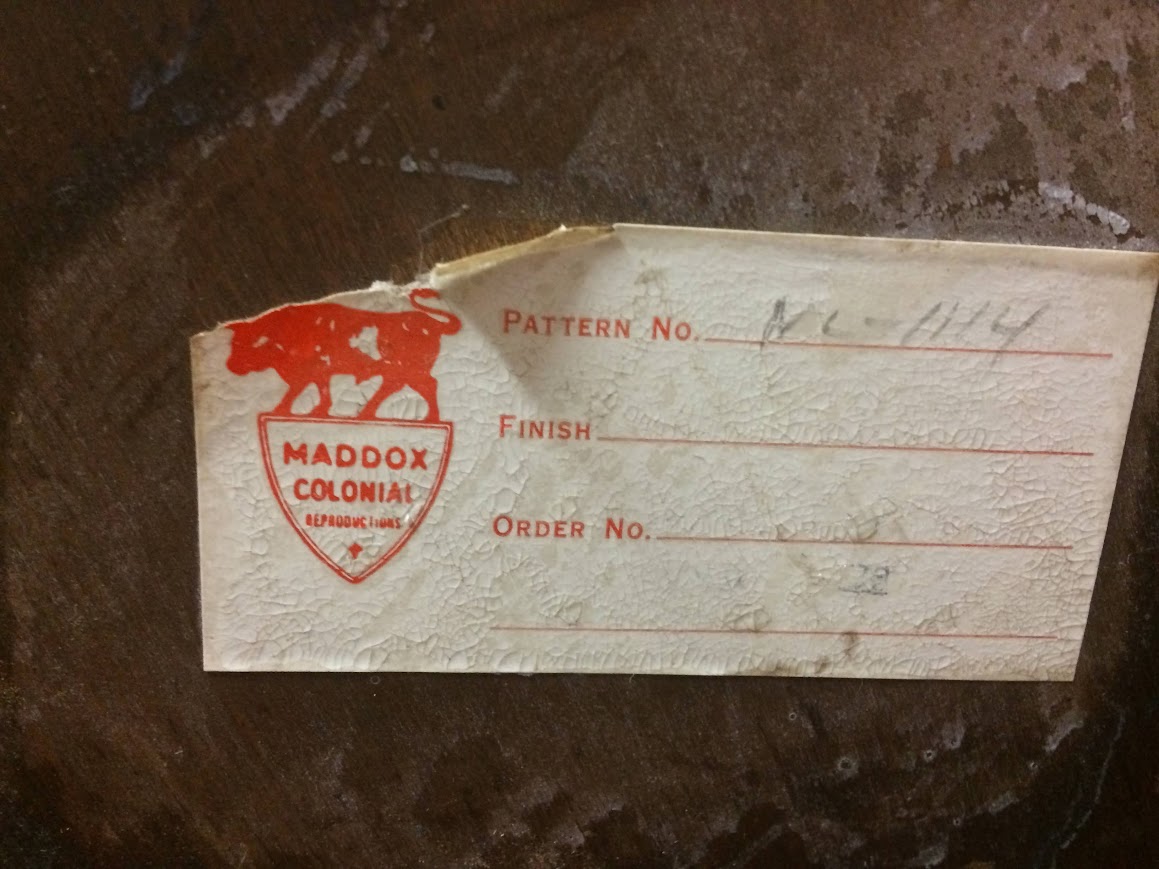 MADDOX
COLONIAL
REPRODUCTIONS
PATTERN NO.
FINISH
ORDER NO.